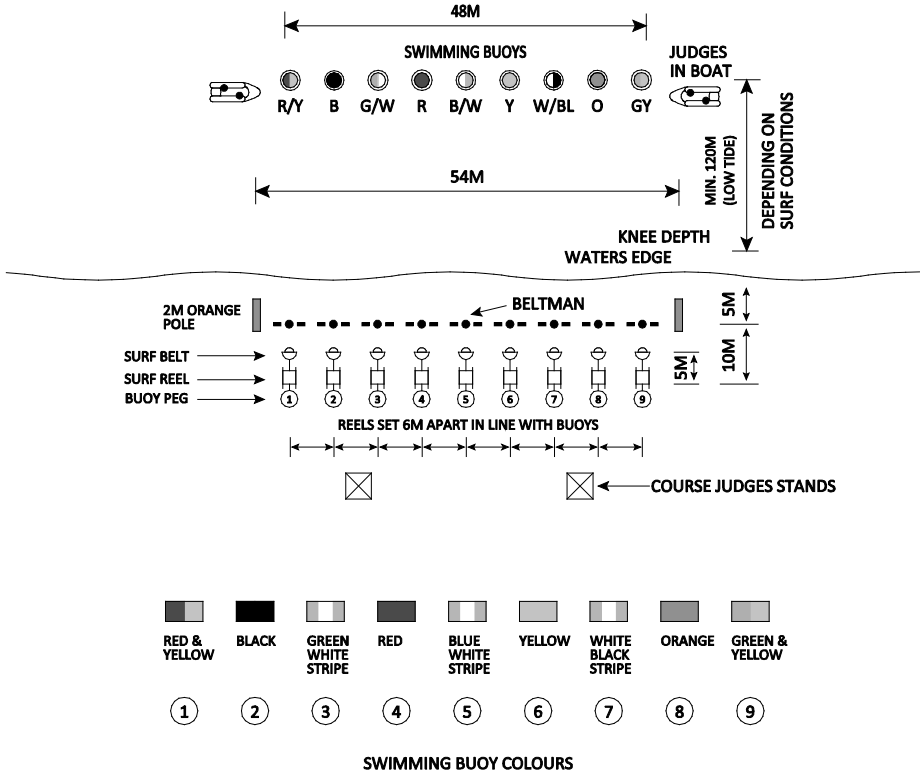 48M
SWIMMING BUOYS
JUDGES
IN BOAT
R/Y B G/W R B/W Y W/BL O GY
MIN. 120M
(LOW TIDE)
DEPENDING ON
SURF CONDITIONS
54M
KNEE DEPTH
WATERS EDGE
2M ORANGE
POLE
BELTMAN
5M
SURF BELT
SURF REEL
BUOY PEG
5M
10M
1 2 3 4 5 6 7 8 9
REELS SET 6M APART IN LINE WITH BUOYS
COURSE JUDGES STANDS
RED &
YELLOW
BLACK
GREEN
WHITE
STRIPE
RED
BLUE
WHITE
STRIPE
YELLOW
WHITE
BLACK
STRIPE
ORANGE
GREEN &
YELLOW
1 2 3 4 5 6 7 8 9
SWIMMING BUOY COLOURS